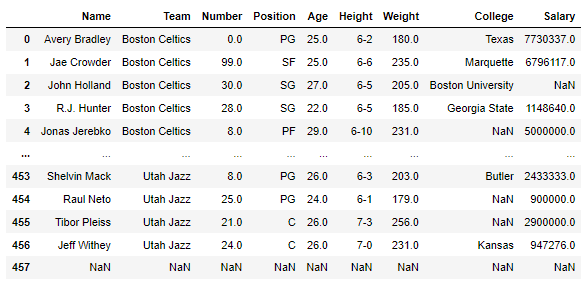 Name Team Number Position Age Height Weight College Salary
0 Avery Bradley Boston Celtics 0.0 PG 25.0 6-2 180.0 Texas 7730337.0
1 Jae Crowder Boston Celtics 99.0 SF 25.0 6-6 235.0 Marquette 6796117.0
2 John Holland Boston Celtics 30.0 SG 27.0 6-5 205.0 Boston University NaN
3 R.J. Hunter Boston Celtics 28.0 SG 22.0 6-5 185.0 Georgia State 1148640.0
4 Jonas Jerebko Boston Celtics 8.0 PF 29.0 6-10 231.0 NaN 5000000.0
... ... ... ... ... ... ... ... ... ...
453 Shelvin Mack Utah Jazz 8.0 PG 26.0 6-3 203.0 Butler 2433333.0
454 Raul Neto Utah Jazz 25.0 PG 24.0 6-1 179.0 NaN 900000.0
455 Tibor Pleiss Utah Jazz 21.0 C 26.0 7-3 256.0 NaN 2900000.0
456 Jeff Withey Utah Jazz 24.0 C 26.0 7-0 231.0 Kansas 947276.0
457 NaN NaN NaN NaN NaN NaN NaN NaN NaN